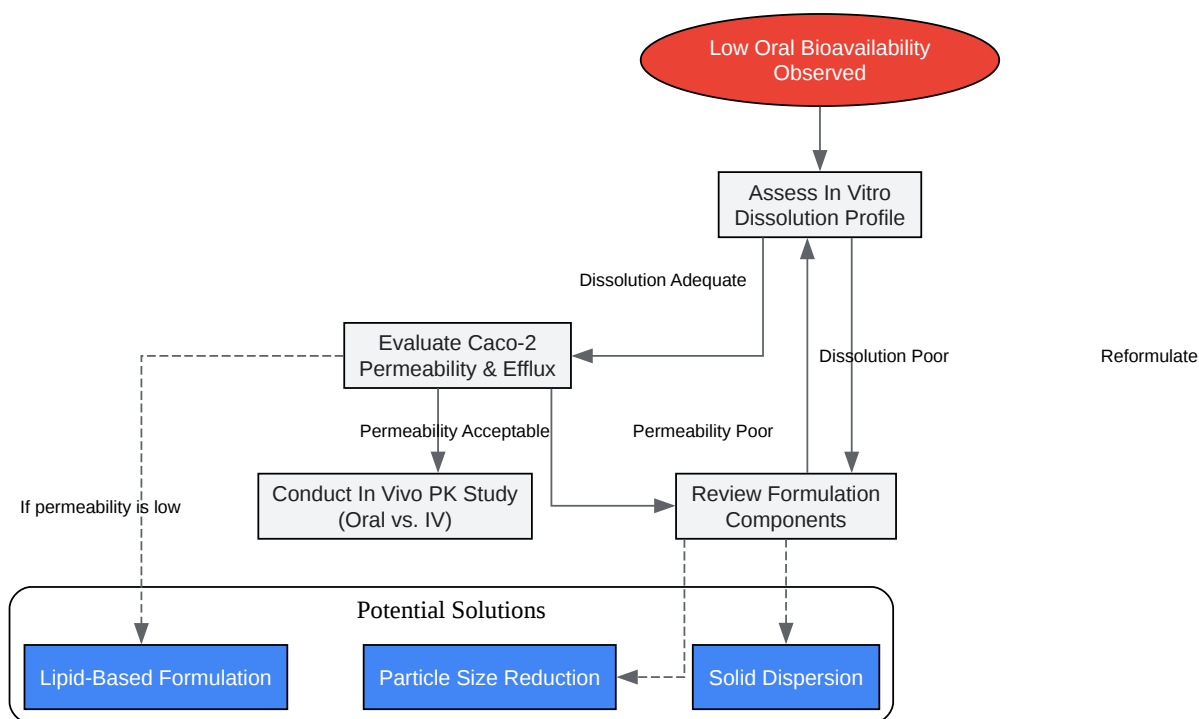 Low Oral Bioavailability
Observed
Assess In Vitro
Dissolution Profile
Dissolution Adequate
Evaluate Caco-2
Permeability & Efflux
Dissolution Poor
Reformulate
Permeability Acceptable
Permeability Poor
Conduct In Vivo PK Study
(Oral vs. IV)
Review Formulation
Components
If permeability is low
Potential Solutions
Lipid-Based Formulation
Particle Size Reduction
Solid Dispersion